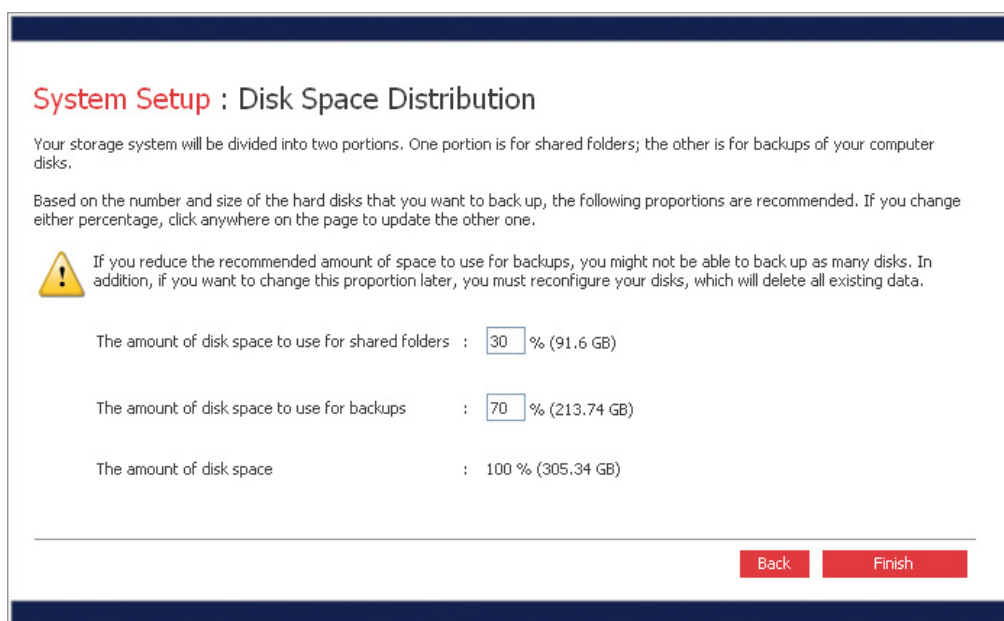 System Setup : Disk Space Distribution
Your storage system will be divided into two portions. One portion is for shared folders; the other is for backups of your computer
disks.
Based on the number and size of the hard disks that you want to back up, the following proportions are recommended. If you change
either percentage, click anywhere on the page to update the other one.
If you reduce the recommended amount of space to use for backups, you might not be able to back up as many disks. In
addition, if you want to change this proportion later, you must reconfigure your disks, which will delete all existing data.
The amount of disk space to use for shared folders : 30 % (91.6 GB)
The amount of disk space to use for backups : 70 % (213.74 GB)
The amount of disk space : 100 % (305.34 GB)
Back Finish